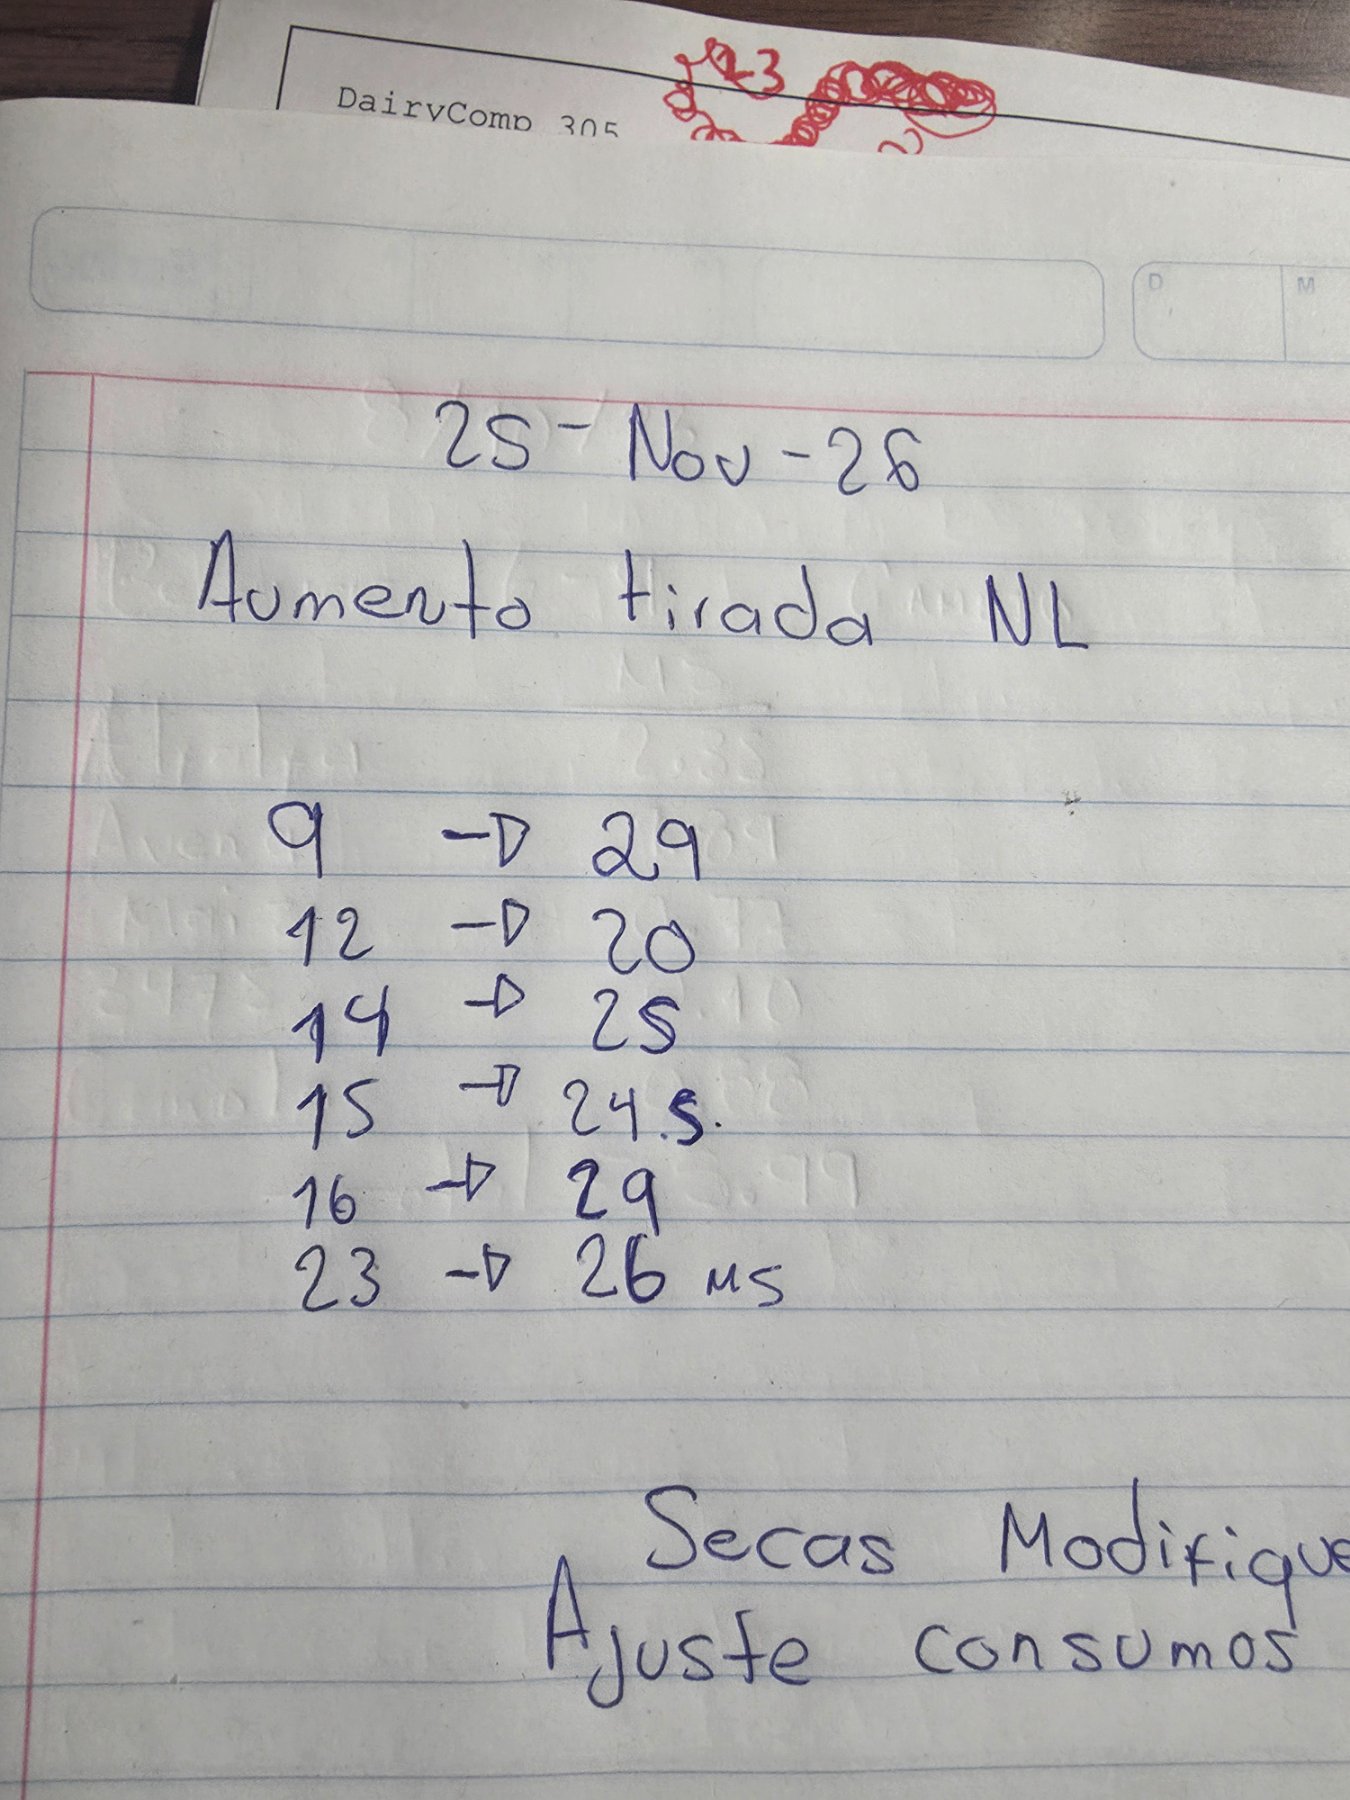 DairyComp 305
23
D M
25-Nov-26
Aumento tirada NL
9 → 29
12 → 20
14 → 25
15 → 24.5.
16 → 29
23 → 26 MS
Secas Modifique
Ajuste consumos